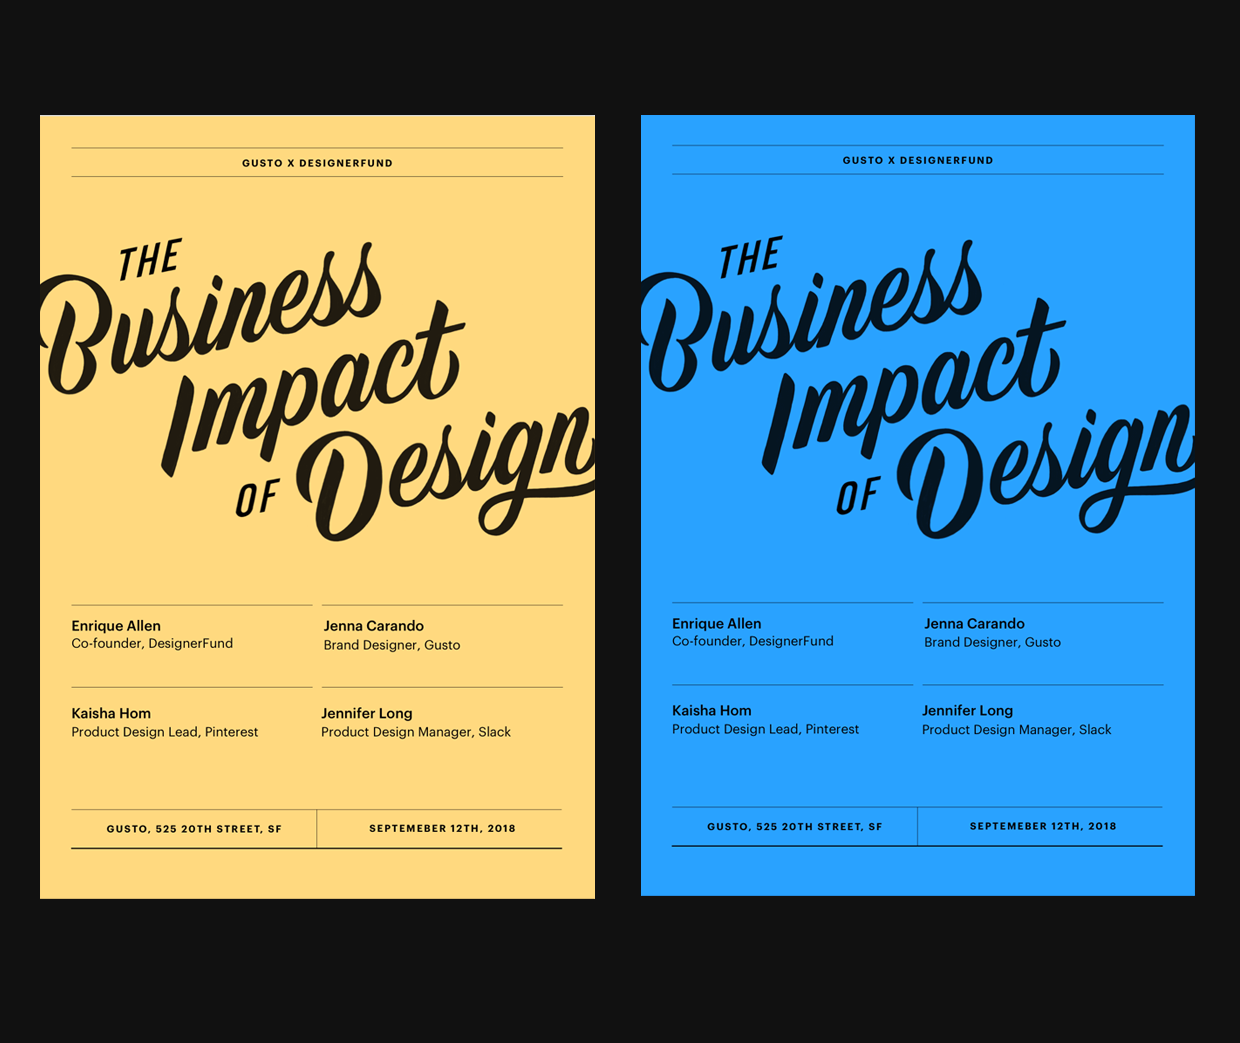 GUSTO X DESIGNERFUND
THE
Business
Impact
OF Design
Enrique Allen
Co-founder, DesignerFund
Jenna Carando
Brand Designer, Gusto
Kaisha Hom
Product Design Lead, Pinterest
Jennifer Long
Product Design Manager, Slack
GUSTO, 525 20TH STREET, SF
SEPTEMEBER 12TH, 2018
GUSTO X DESIGNERFUND
THE
Business
Impact
OF Design
Enrique Allen
Co-founder, DesignerFund
Jenna Carando
Brand Designer, Gusto
Kaisha Hom
Product Design Lead, Pinterest
Jennifer Long
Product Design Manager, Slack
GUSTO, 525 20TH STREET, SF
SEPTEMEBER 12TH, 2018